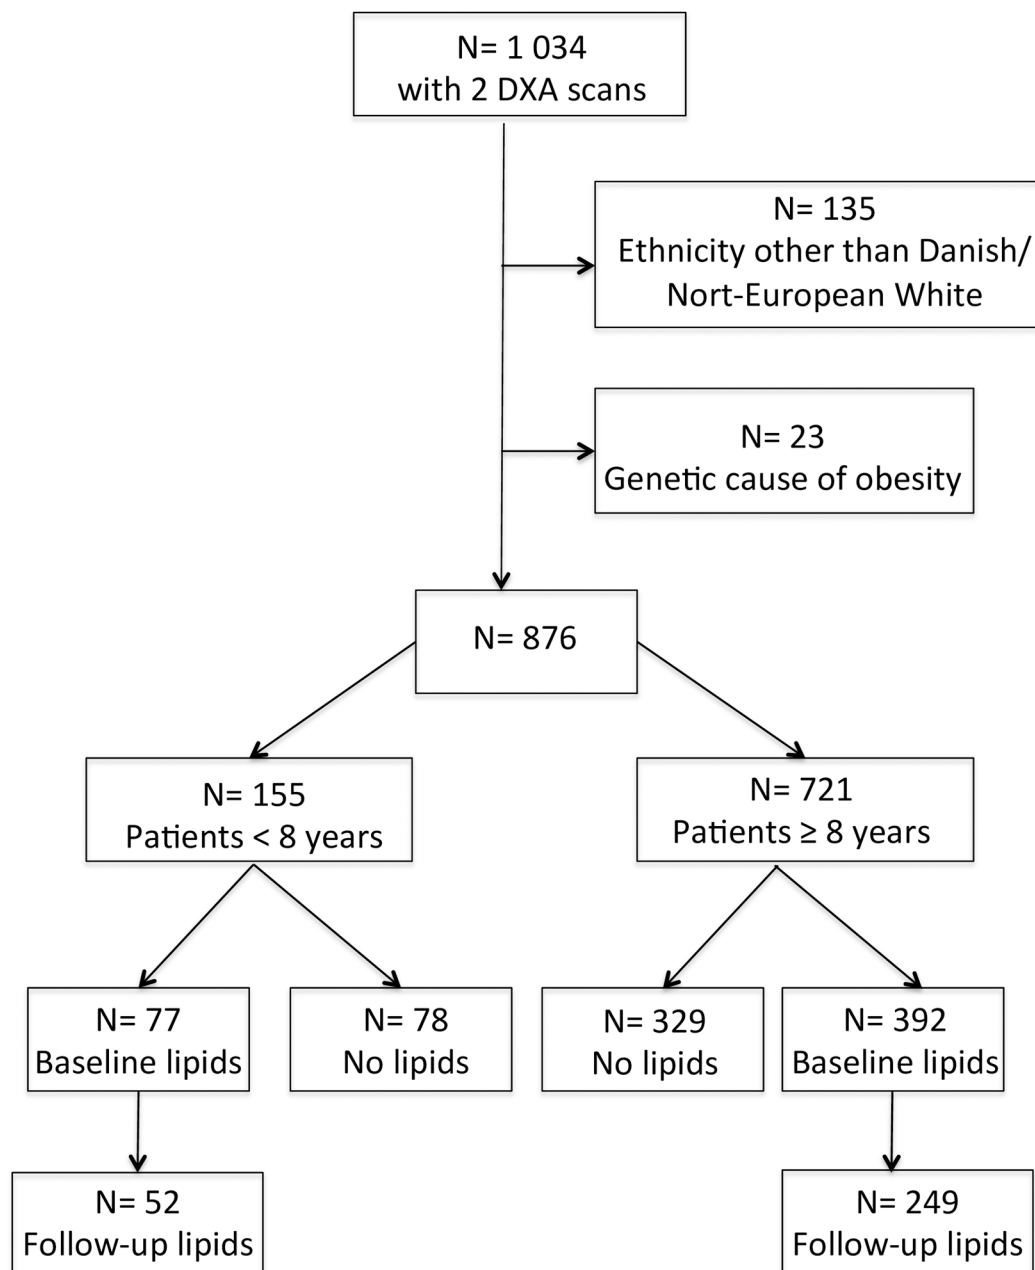 N= 1 034
with 2 DXA scans
N= 135
Ethnicity other than Danish/
Nort-European White
N= 23
Genetic cause of obesity
N= 876
N= 155
Patients < 8 years
N= 721
Patients ≥ 8 years
N= 77
Baseline lipids
N= 78
No lipids
N= 329
No lipids
N= 392
Baseline lipids
N= 52
Follow-up lipids
N= 249
Follow-up lipids